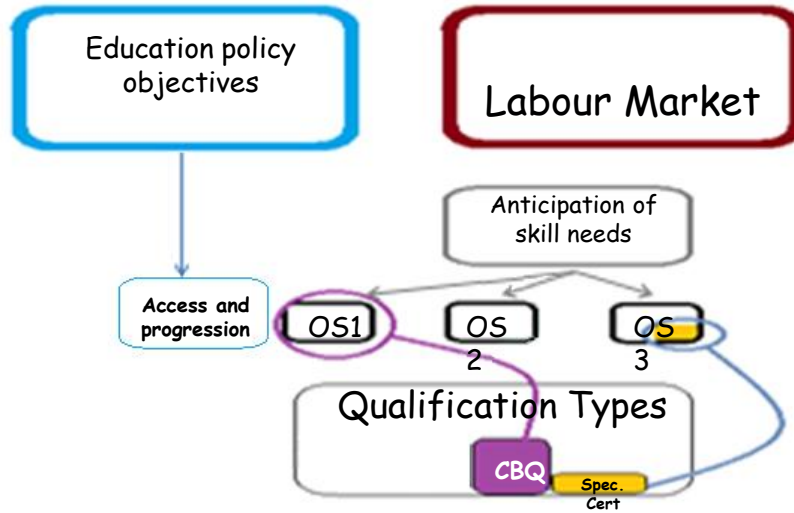 Education policy
objectives
Labour Market
Anticipation of
skill needs
Access and
progression
OS1
OS
2
OS
3
Qualification Types
CBQ
Spec.
Cert